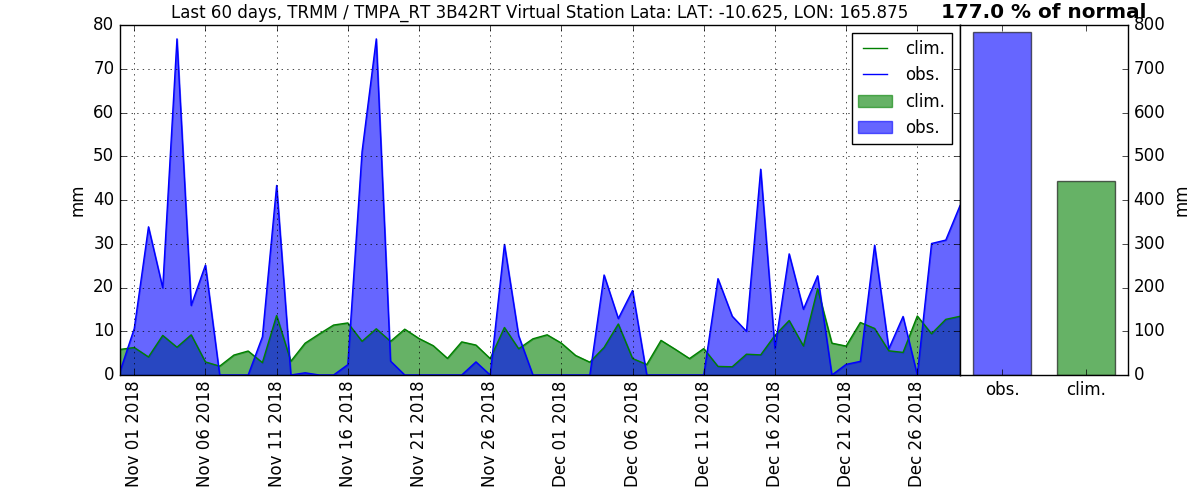 Last 60 days, TRMM / TMPA_RT 3B42RT Virtual Station Lata: LAT: -10.625, LON: 165.875
177.0 % of normal
80
70
60
50
40
30
20
10
0
mm
clim.
obs.
clim.
obs.
800
700
600
500
400
300
200
100
0
mm
obs.
clim.
Nov 01 2018
Nov 06 2018
Nov 11 2018
Nov 16 2018
Nov 21 2018
Nov 26 2018
Dec 01 2018
Dec 06 2018
Dec 11 2018
Dec 16 2018
Dec 21 2018
Dec 26 2018